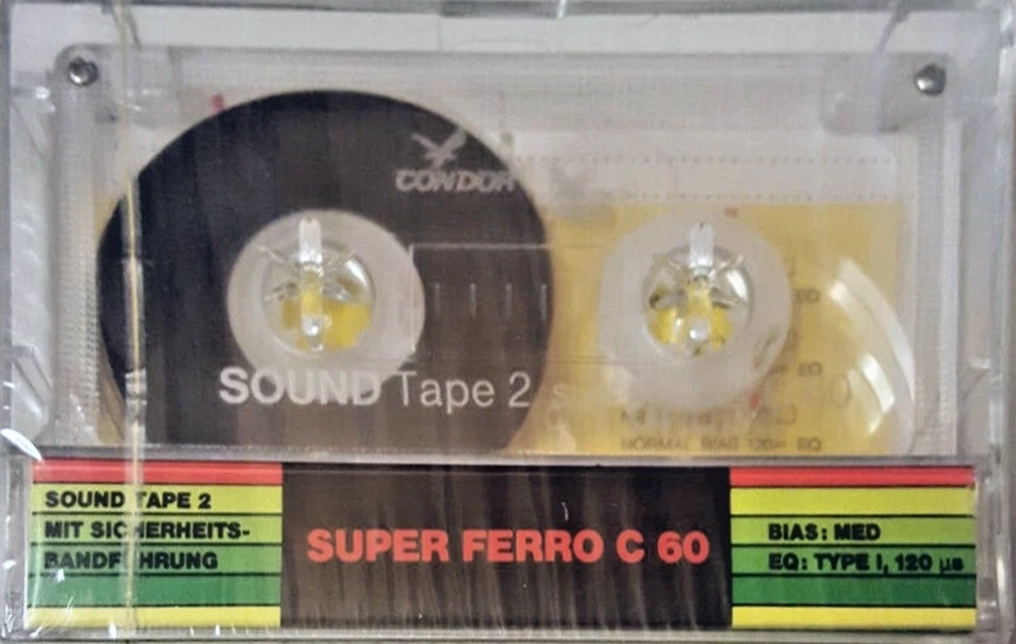 CONDOR
SOUND Tape 2
NORMAL BIAS 120µs EQ
SOUND TAPE 2
MIT SICHERHEITS-
BANDFÜHRUNG
SUPER FERRO C 60
BIAS: MED
EQ: TYPE I, 120 µs